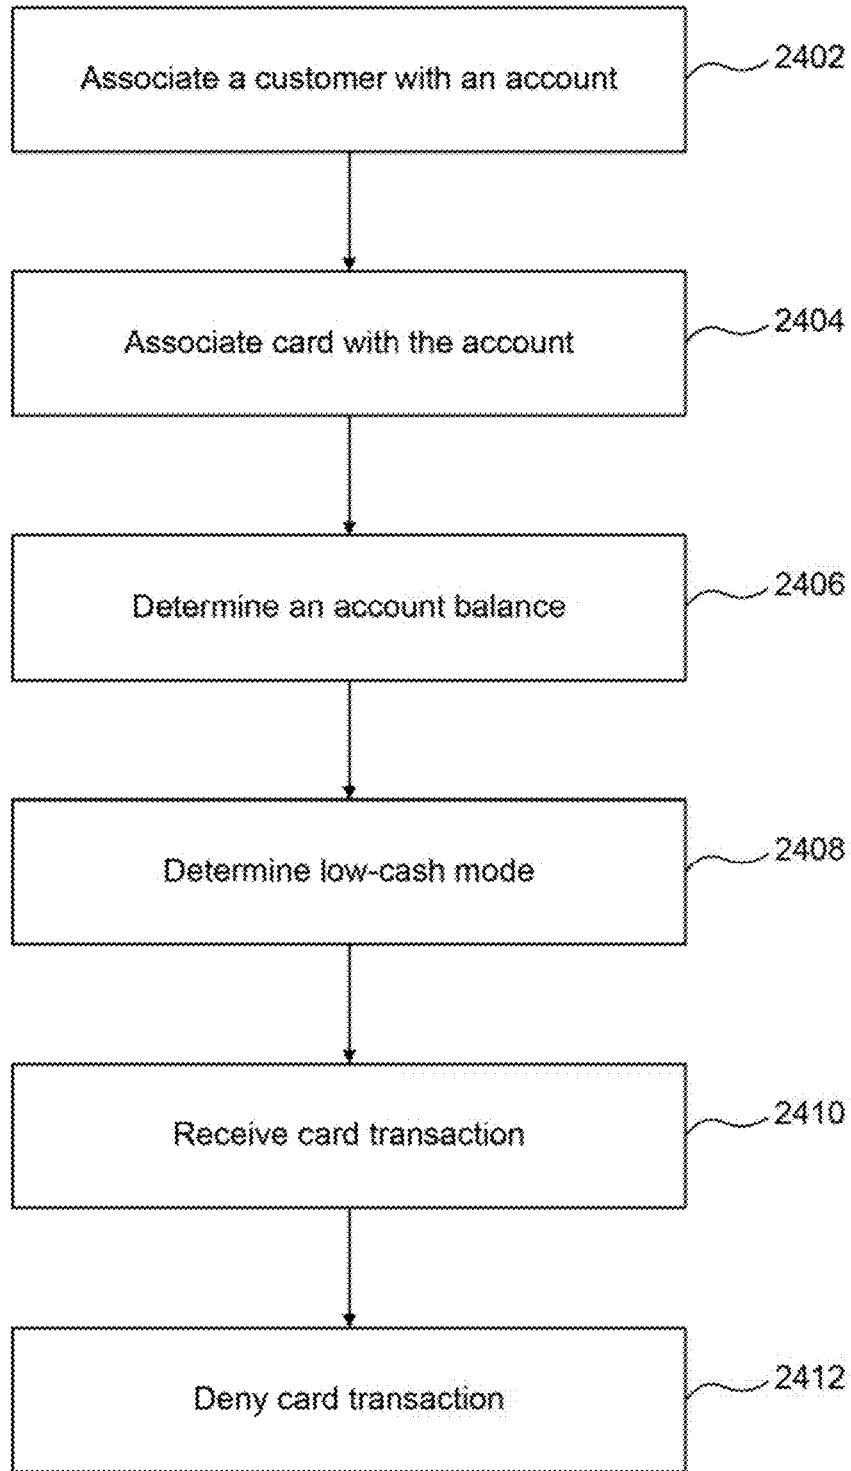 Associate a customer with an account
2402
Associate card with the account
2404
Determine an account balance
2406
Determine low-cash mode
2408
Receive card transaction
2410
Deny card transaction
2412